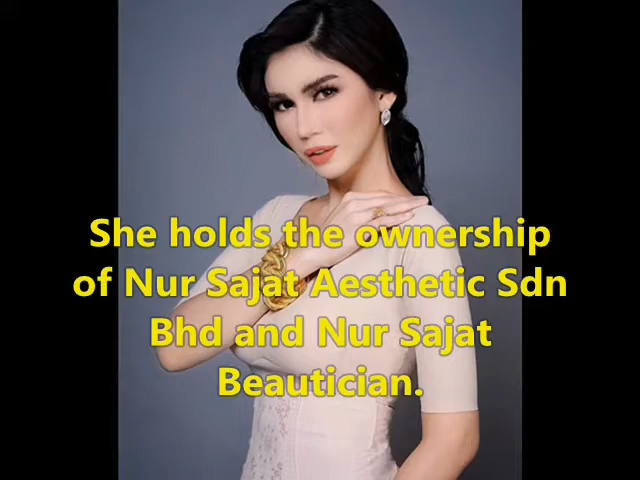 She holds the ownership
of Nur Sajat Aesthetic Sdn
Bhd and Nur Sajat
Beautician.